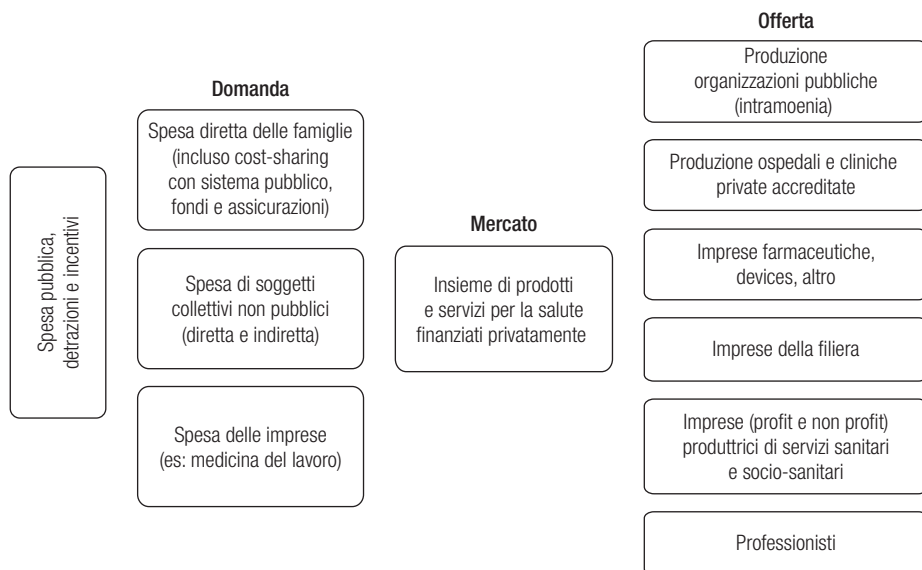 Spesa pubblica,
detrazioni e incentivi
Domanda
Spesa diretta delle famiglie
(incluso cost-sharing
con sistema pubblico,
fondi e assicurazioni)
Spesa di soggetti
collettivi non pubblici
(diretta e indiretta)
Spesa delle imprese
(es: medicina del lavoro)
Mercato
Insieme di prodotti
e servizi per la salute
finanziati privatamente
Offerta
Produzione
organizzazioni pubbliche
(intramoenia)
Produzione ospedali e cliniche
private accreditate
Imprese farmaceutiche,
devices, altro
Imprese della filiera
Imprese (profit e non profit)
produttrici di servizi sanitari
e socio-sanitari
Professionisti